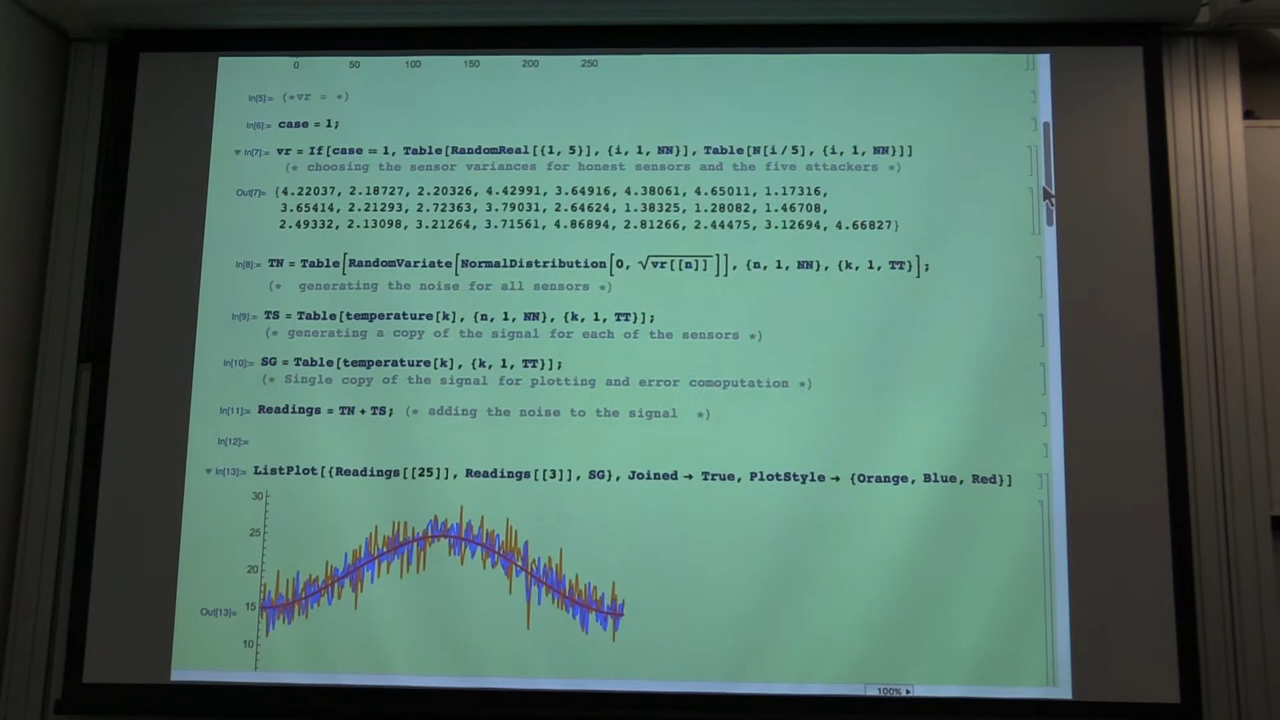 0 50 100 150 200 250
In[5]:= (*vr = *)
In[6]:= case = 1;
In[7]:= vr = If[case = 1, Table[RandomReal[{1, 5}], {i, 1, NN}], Table[N[i/5], {i, 1, NN}]]
(* choosing the sensor variances for honest sensors and the five attackers *)
Out[7]= {4.22037, 2.18727, 2.20326, 4.42991, 3.64916, 4.38061, 4.65011, 1.17316,
3.65414, 2.21293, 2.72363, 3.79031, 2.64624, 1.38325, 1.28082, 1.46708,
2.49332, 2.13098, 3.21264, 3.71561, 4.86894, 2.81266, 2.44475, 3.12694, 4.66827}
In[8]:= TN = Table[RandomVariate[NormalDistribution[0, √vr[[n]]]], {n, 1, NN}, {k, 1, TT}];
(* generating the noise for all sensors *)
In[9]:= TS = Table[temperature[k], {n, 1, NN}, {k, 1, TT}];
(* generating a copy of the signal for each of the sensors *)
In[10]:= SG = Table[temperature[k], {k, 1, TT}];
(* Single copy of the signal for plotting and error comoputation *)
In[11]:= Readings = TN + TS; (* adding the noise to the signal *)
In[12]:=
In[13]:= ListPlot[{Readings[[25]], Readings[[3]], SG}, Joined → True, PlotStyle → {Orange, Blue, Red}]
30
25
20
Out[13]= 15
10
100%